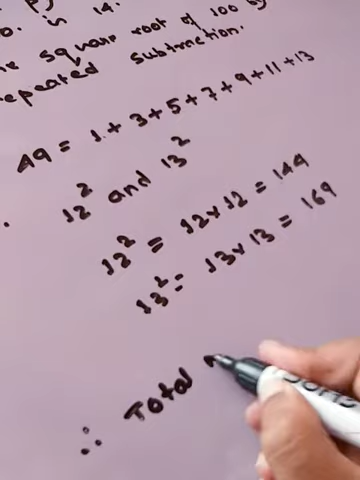 o. in 14.
e square root of 100 by
repeated subtraction.
49 = 1 + 3 + 5 + 7 + 9 + 11 + 13
12² and 13²
12² = 12 × 12 = 144
13² = 13 × 13 = 169
∴ Total